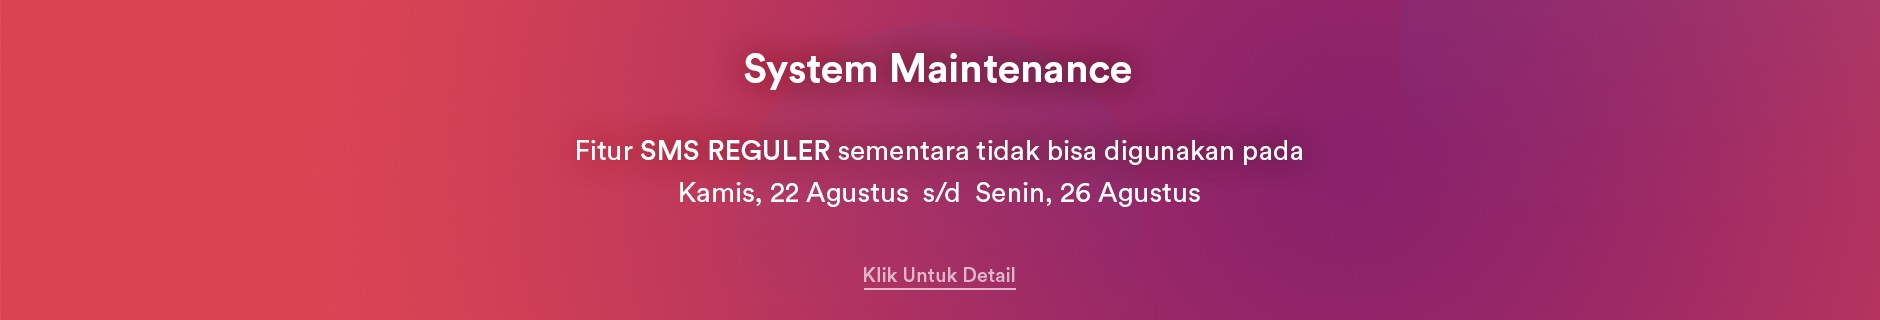 System Maintenance
Fitur SMS REGULER sementara tidak bisa digunakan pada
Kamis, 22 Agustus s/d Senin, 26 Agustus
Klik Untuk Detail